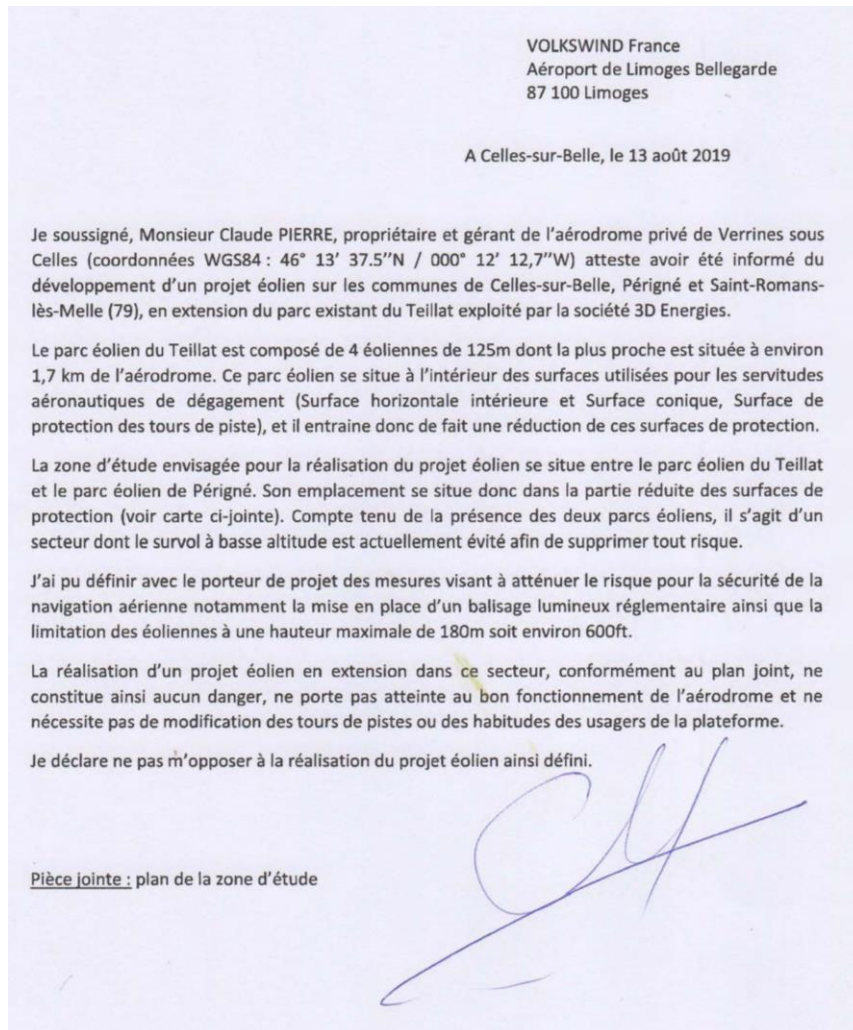 VOLKSWIND France
Aéroport de Limoges Bellegarde
87 100 Limoges
A Celles-sur-Belle, le 13 août 2019
Je soussigné, Monsieur Claude PIERRE, propriétaire et gérant de l'aérodrome privé de Verrines sous
Celles (coordonnées WGS84 : 46° 13' 37.5''N / 000° 12' 12,7''W) atteste avoir été informé du
développement d'un projet éolien sur les communes de Celles-sur-Belle, Périgné et Saint-Romans-
lès-Melle (79), en extension du parc existant du Teillat exploité par la société 3D Energies.
Le parc éolien du Teillat est composé de 4 éoliennes de 125m dont la plus proche est située à environ
1,7 km de l'aérodrome. Ce parc éolien se situe à l'intérieur des surfaces utilisées pour les servitudes
aéronautiques de dégagement (Surface horizontale intérieure et Surface conique, Surface de
protection des tours de piste), et il entraine donc de fait une réduction de ces surfaces de protection.
La zone d'étude envisagée pour la réalisation du projet éolien se situe entre le parc éolien du Teillat
et le parc éolien de Périgné. Son emplacement se situe donc dans la partie réduite des surfaces de
protection (voir carte ci-jointe). Compte tenu de la présence des deux parcs éoliens, il s'agit d'un
secteur dont le survol à basse altitude est actuellement évité afin de supprimer tout risque.
J'ai pu définir avec le porteur de projet des mesures visant à atténuer le risque pour la sécurité de la
navigation aérienne notamment la mise en place d'un balisage lumineux réglementaire ainsi que la
limitation des éoliennes à une hauteur maximale de 180m soit environ 600ft.
La réalisation d'un projet éolien en extension dans ce secteur, conformément au plan joint, ne
constitue ainsi aucun danger, ne porte pas atteinte au bon fonctionnement de l'aérodrome et ne
nécessite pas de modification des tours de pistes ou des habitudes des usagers de la plateforme.
Je déclare ne pas m'opposer à la réalisation du projet éolien ainsi défini.
Pièce jointe : plan de la zone d'étude